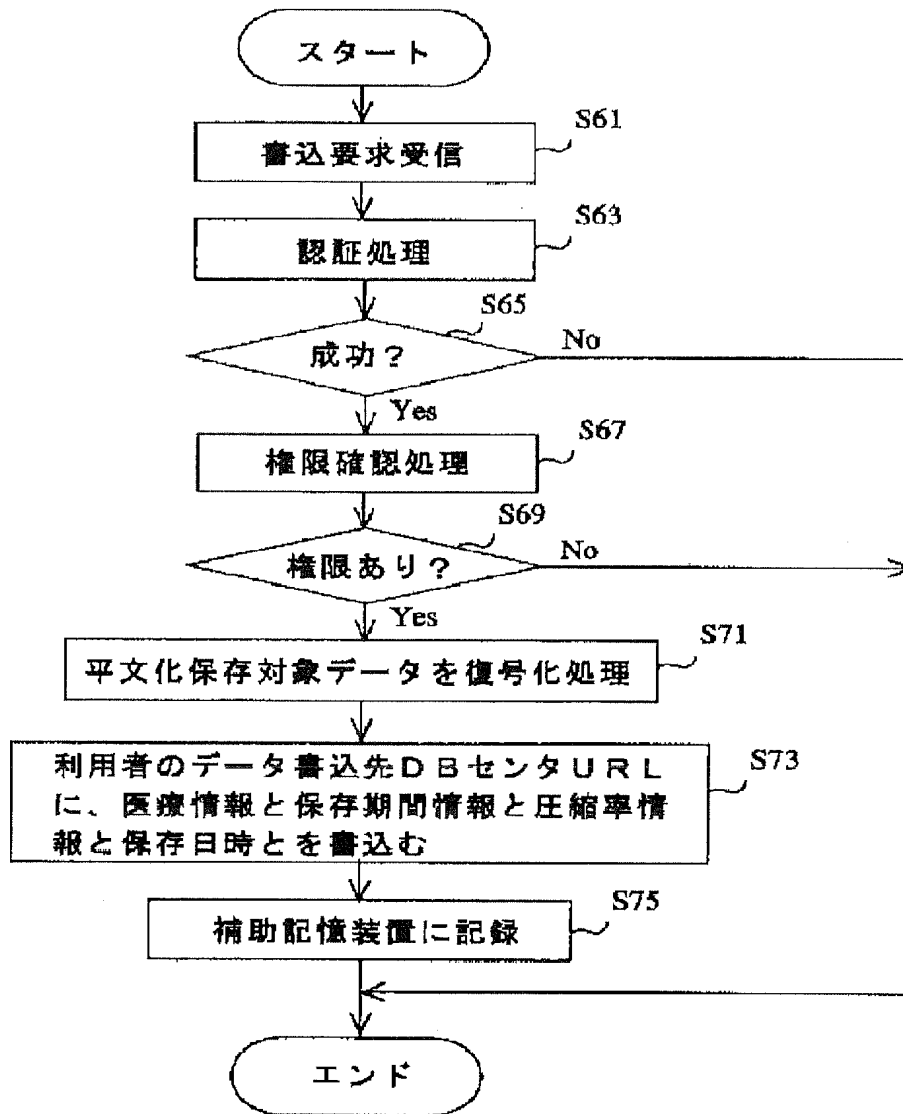 スタート
S61
書込要求受信
S63
認証処理
S65
成功?
No
Yes
S67
権限確認処理
S69
権限あり?
No
Yes
S71
平文化保存対象データを復号化処理
S73
利用者のデータ書込先DBセンタURL
に、医療情報と保存期間情報と圧縮率情
報と保存日時とを書込む
S75
補助記憶装置に記録
エンド